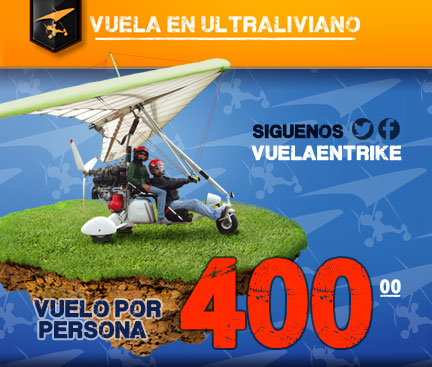 VUELA EN ULTRALIVIANO
SIGUENOS
VUELAENTRIKE
VUELO POR
PERSONA
400 00